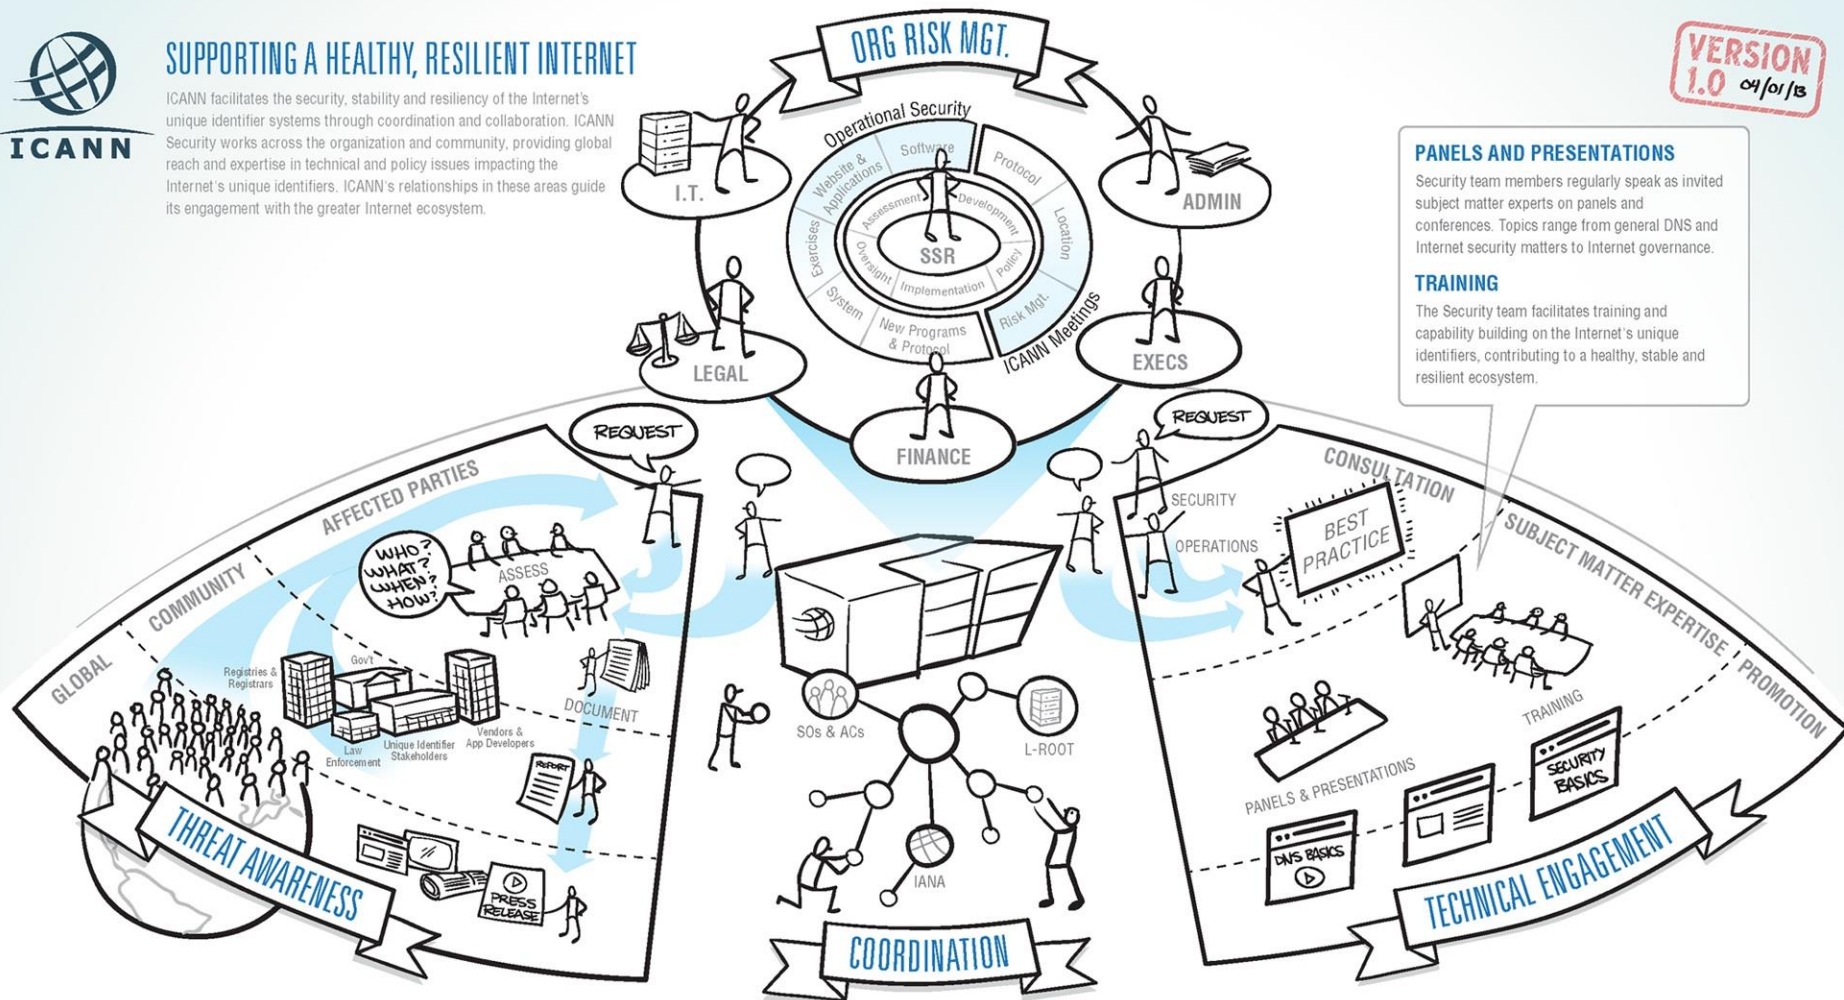 ICANN
SUPPORTING A HEALTHY, RESILIENT INTERNET
ICANN facilitates the security, stability and resiliency of the Internet's
unique identifier systems through coordination and collaboration. ICANN
Security works across the organization and community, providing global
reach and expertise in technical and policy issues impacting the
Internet's unique identifiers. ICANN's relationships in these areas guide
its engagement with the greater Internet ecosystem.
ORG RISK MGT.
VERSION
1.0 04/01/13
I.T.
ADMIN
LEGAL
EXECS
FINANCE
Operational Security
Website &
Applications
Software
Protocol
Location
Risk Mgt.
ICANN Meetings
New Programs
& Protocol
System
Exercises
Assessment
Development
Policy
Implementation
Oversight
SSR
PANELS AND PRESENTATIONS
Security team members regularly speak as invited
subject matter experts on panels and
conferences. Topics range from general DNS and
Internet security matters to Internet governance.
TRAINING
The Security team facilitates training and
capability building on the Internet's unique
identifiers, contributing to a healthy, stable and
resilient ecosystem.
REQUEST
AFFECTED PARTIES
COMMUNITY
GLOBAL
WHO?
WHAT?
WHEN?
HOW?
ASSESS
Registries &
Registrars
Gov't
Law
Enforcement
Unique Identifier
Stakeholders
Vendors &
App Developers
DOCUMENT
REPORT
PRESS
RELEASE
THREAT AWARENESS
SOs & ACs
L-ROOT
IANA
COORDINATION
REQUEST
SECURITY
OPERATIONS
CONSULTATION
SUBJECT MATTER EXPERTISE
PROMOTION
BEST
PRACTICE
TRAINING
PANELS & PRESENTATIONS
SECURITY
BASICS
DNS BASICS
TECHNICAL ENGAGEMENT